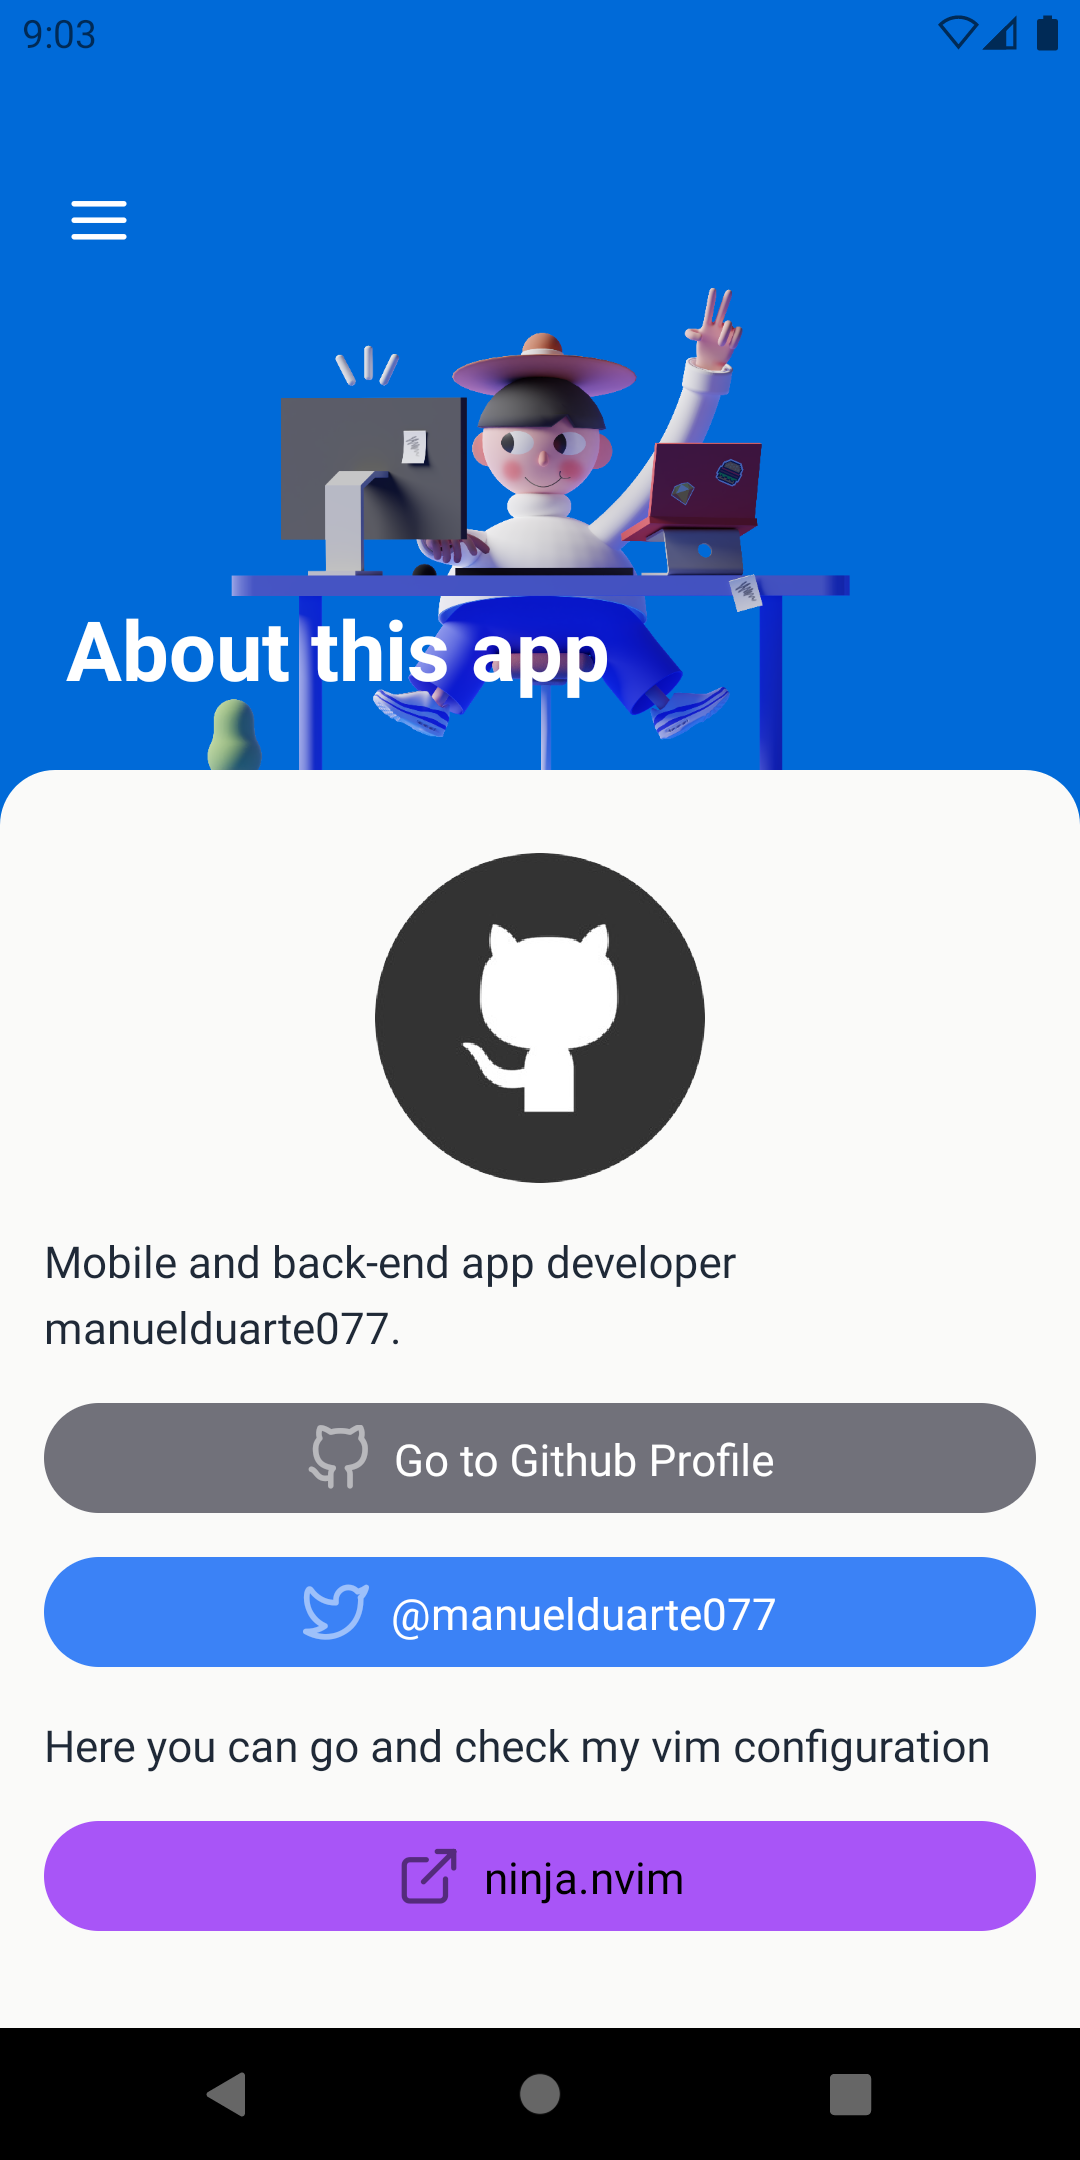 9:03
About this app
Mobile and back-end app developer
manuelduarte077.
Go to Github Profile
@manuelduarte077
Here you can go and check my vim configuration
ninja.nvim